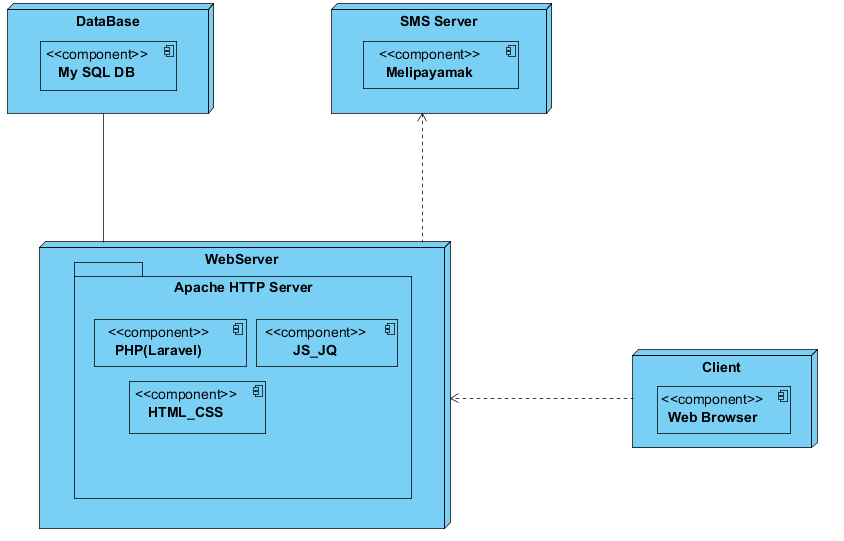 DataBase
<<component>>
My SQL DB
SMS Server
<<component>>
Melipayamak
WebServer
Apache HTTP Server
<<component>>
PHP(Laravel)
<<component>>
JS_JQ
<<component>>
HTML_CSS
Client
<<component>>
Web Browser